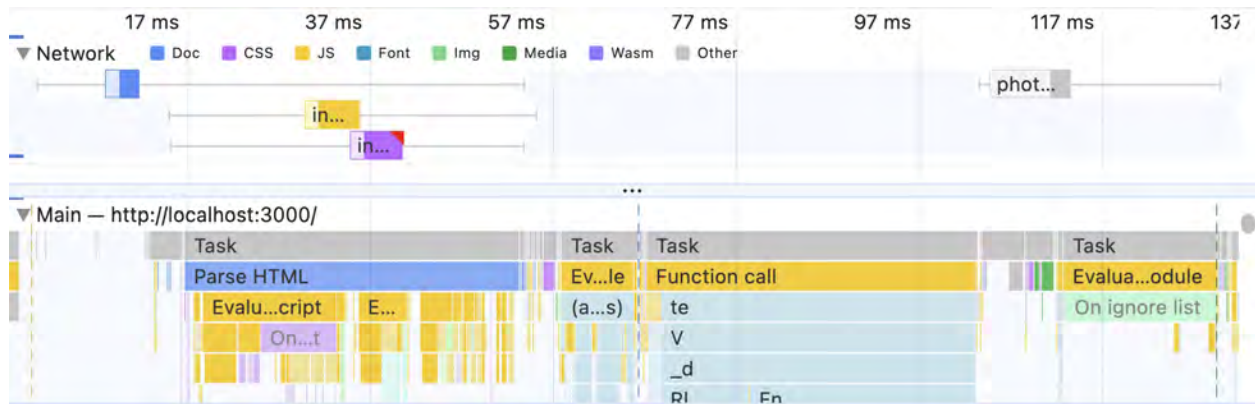 17 ms 37 ms 57 ms 77 ms 97 ms 117 ms 137
▼ Network Doc CSS JS Font Img Media Wasm Other
phot...
in...
in...
...
▼ Main — http://localhost:3000/
Task Task Task Task
Parse HTML Ev...le Function call Evalua...odule
Evalu...cript E... (a...s) te On ignore list
On...t V
_d